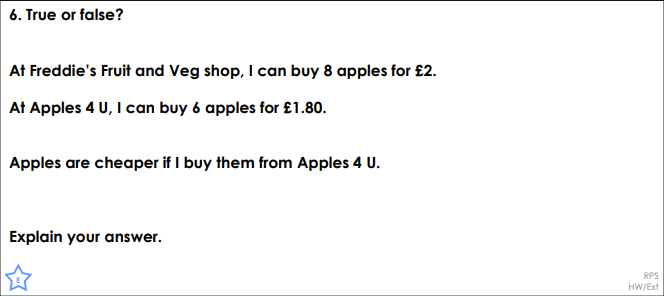 6. True or false?
At Freddie's Fruit and Veg shop, I can buy 8 apples for £2.
At Apples 4 U, I can buy 6 apples for £1.80.
Apples are cheaper if I buy them from Apples 4 U.
Explain your answer.
E
RPS
HW/Ext